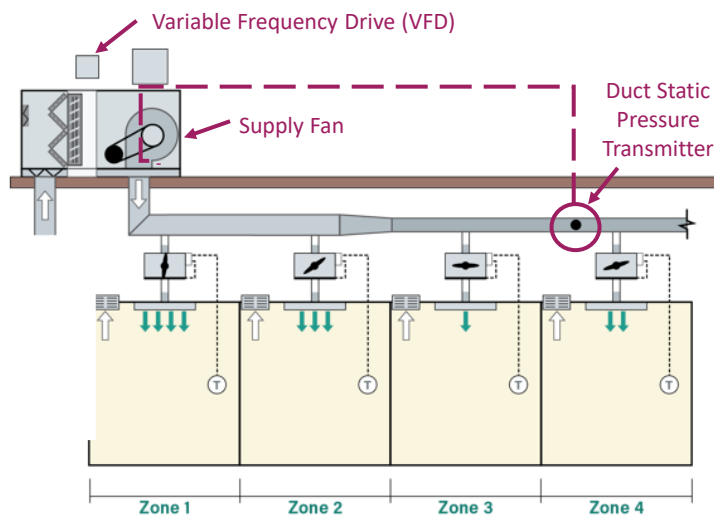 Variable Frequency Drive (VFD)
Duct Static
Pressure
Transmitter
Supply Fan
-
T
T
T
T
Zone 1
Zone 2
Zone 3
Zone 4